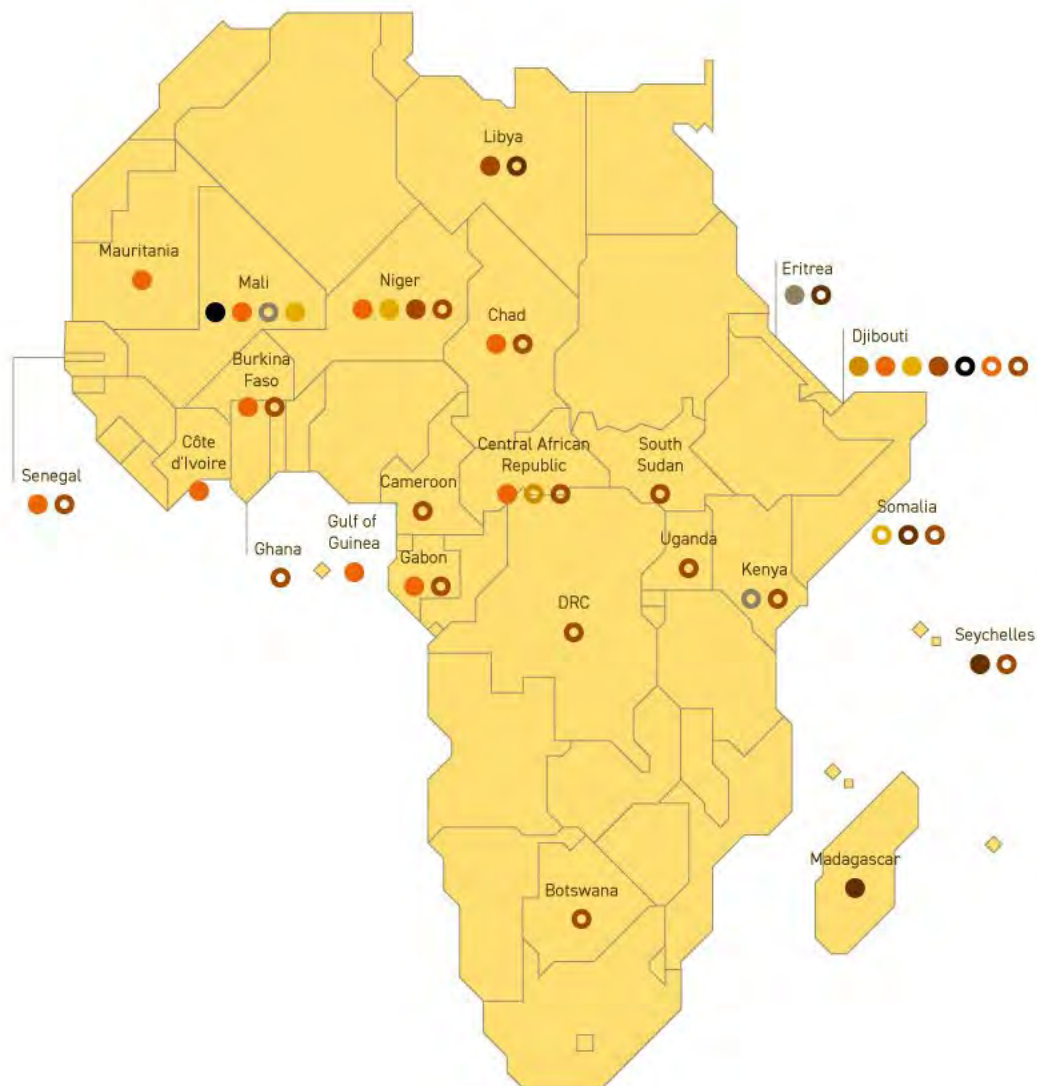 Libya
Mauritania
Mali
Niger
Eritrea
Chad
Djibouti
Burkina
Faso
Côte
d'Ivoire
Central African
Republic
South
Sudan
Senegal
Cameroon
Somalia
Gulf of
Guinea
Ghana
Gabon
Uganda
Kenya
DRC
Seychelles
Madagascar
Botswana